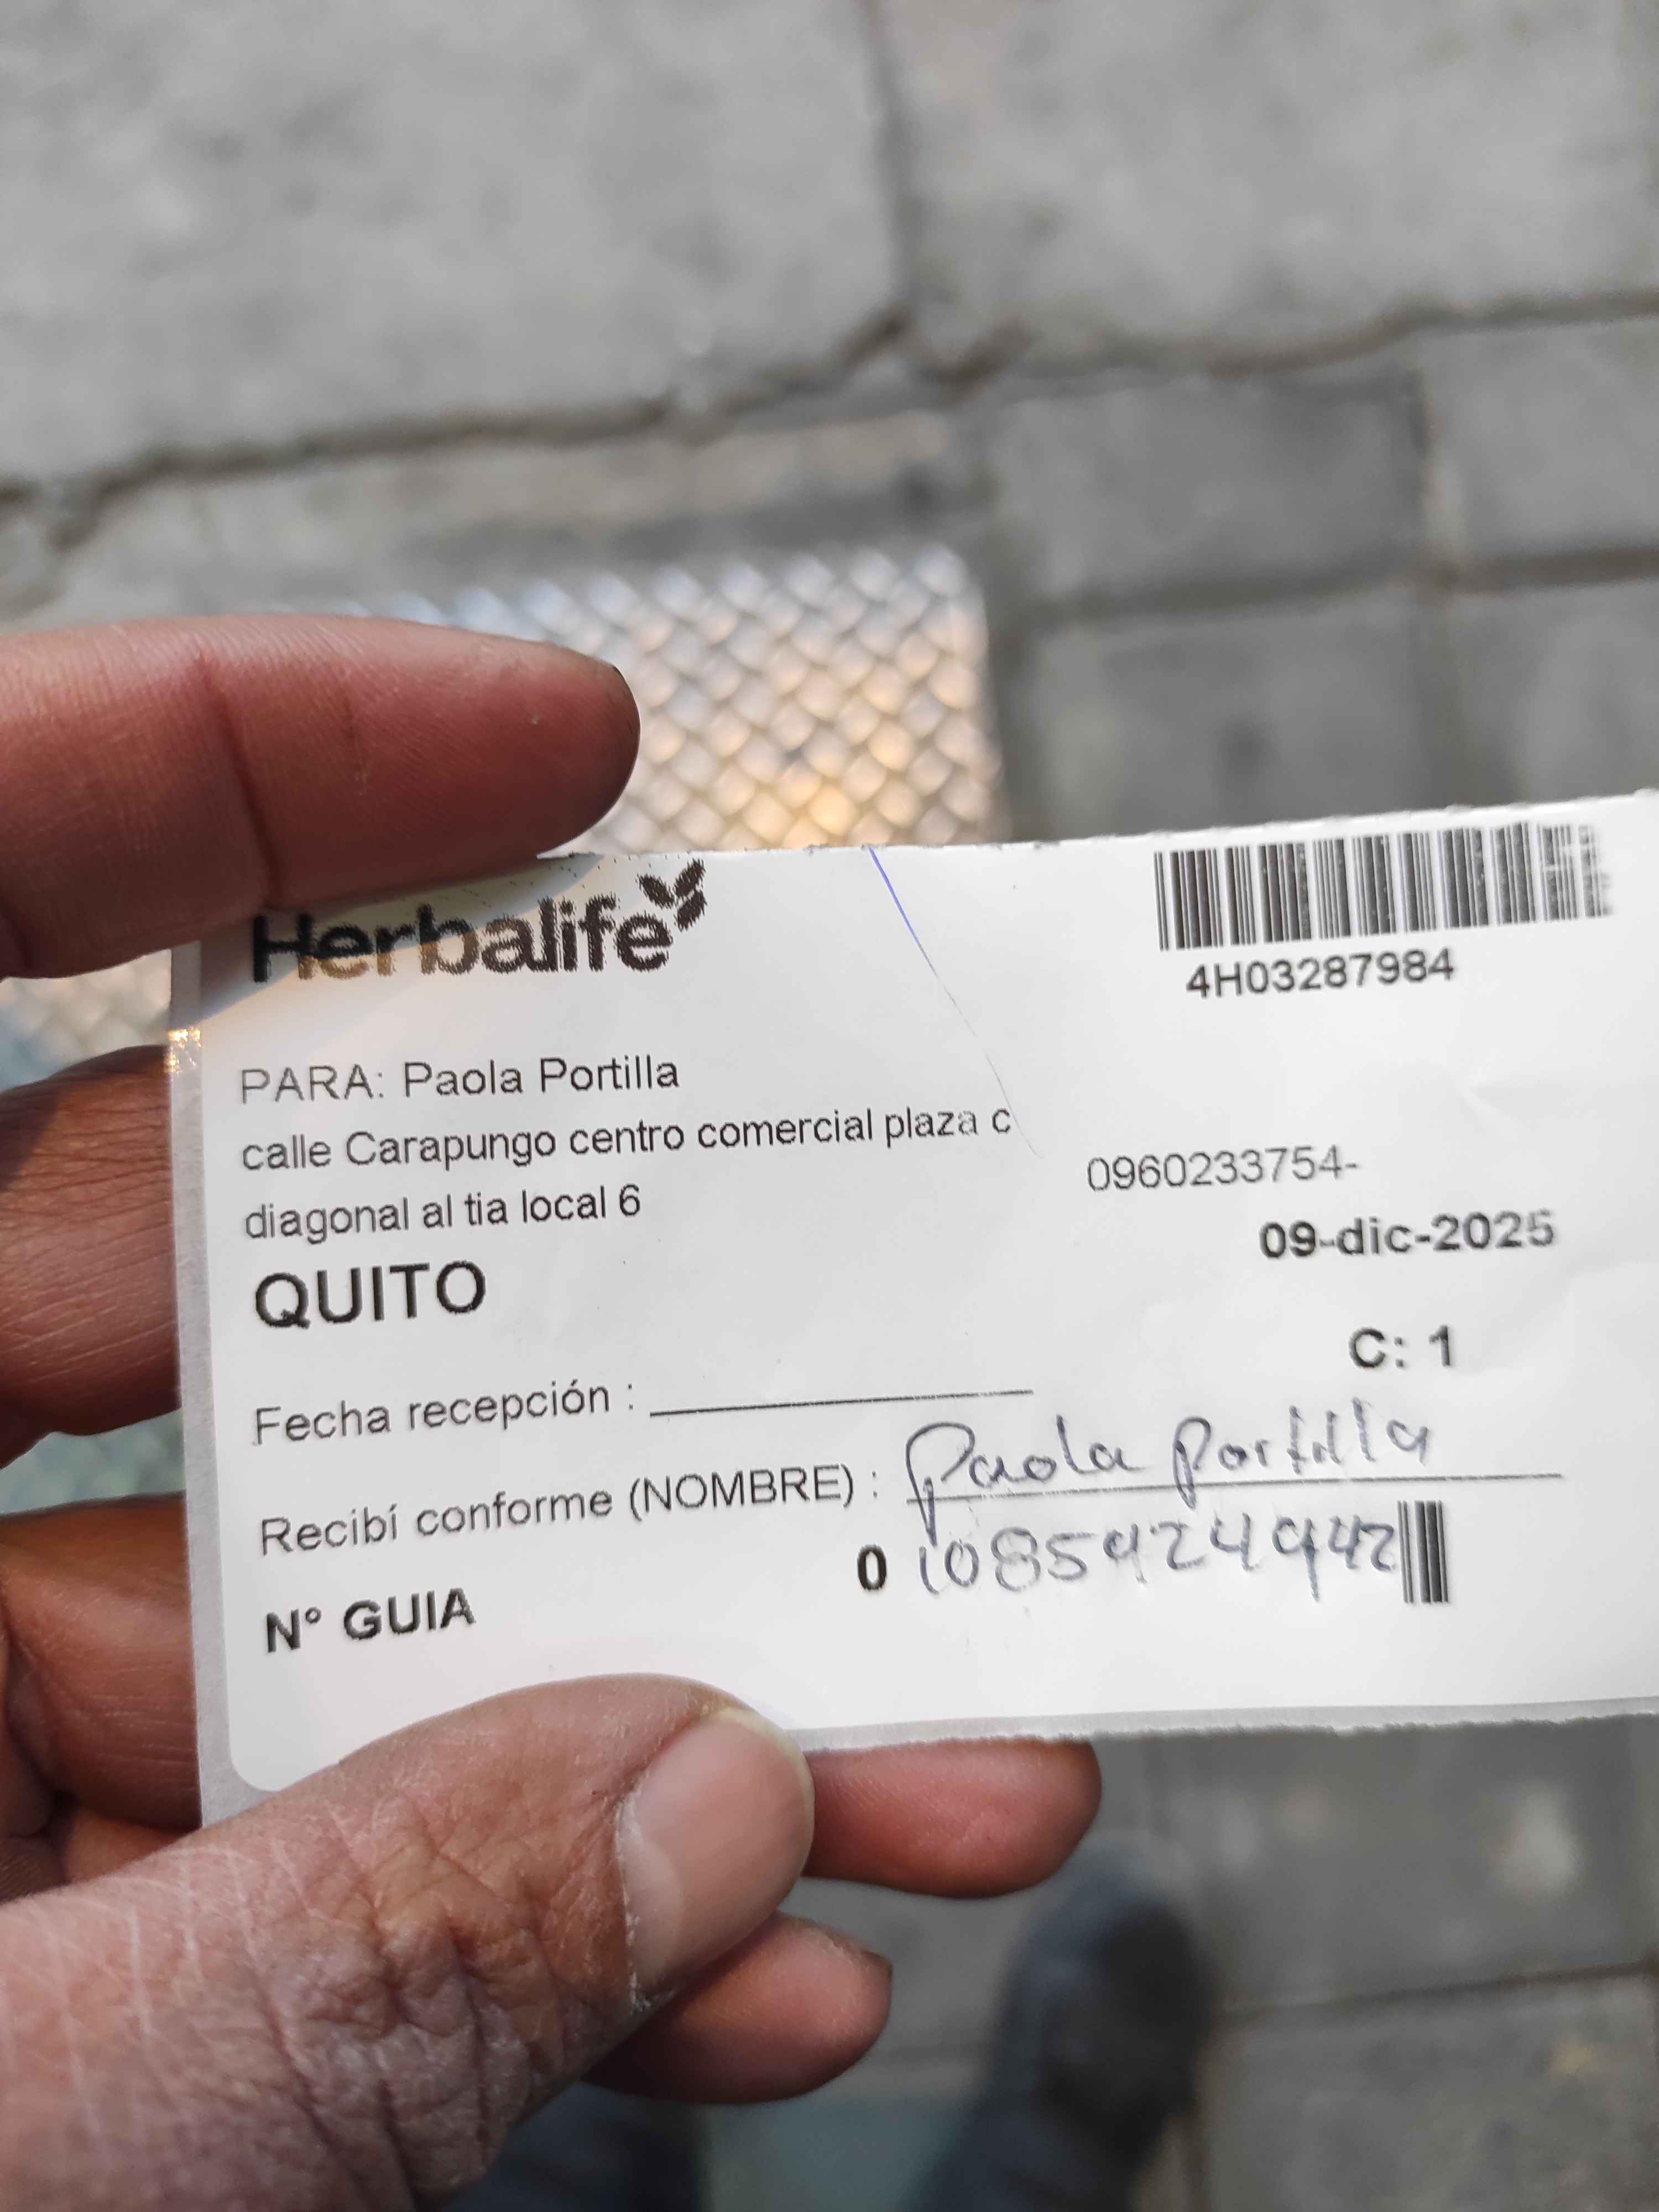 Herbalife
4H03287984
PARA: Paola Portilla
calle Carapungo centro comercial plaza c
diagonal al tia local 6
0960233754-
09-dic-2025
QUITO
C: 1
Fecha recepción : 
Recibí conforme (NOMBRE) : Paola Portilla
N° GUIA 0